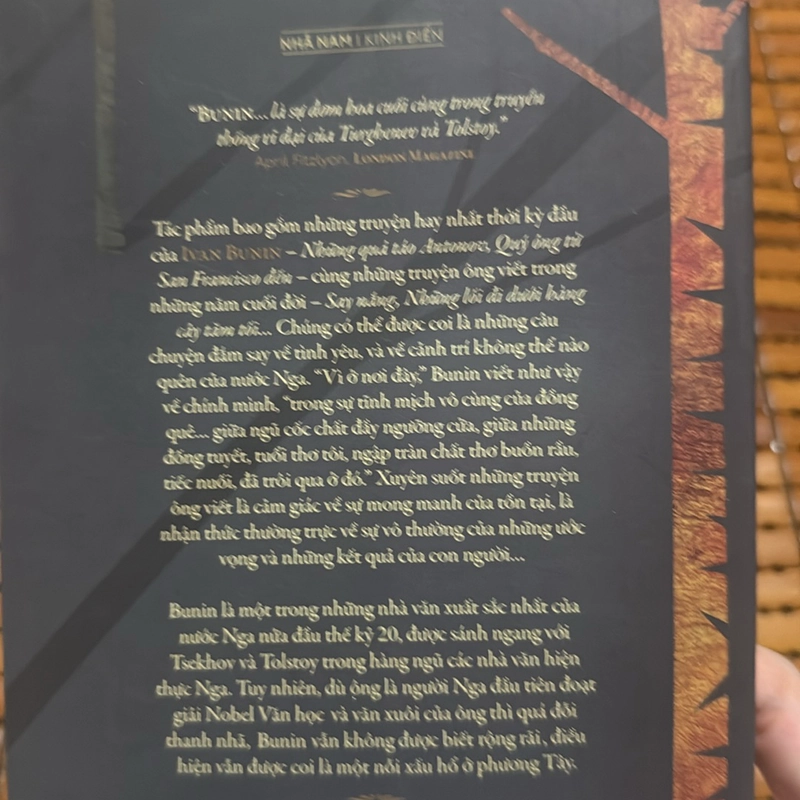 NHÃ NAM | KINH ĐIỂN
“BUNIN... là sự đơm hoa cuối cùng trong truyền
thống vĩ đại của Turghenev và Tolstoy.”
April Fitzlyon, LONDON MAGAZINE
Tác phẩm bao gồm những truyện hay nhất thời kỳ đầu
của IVAN BUNIN – Những quả táo Antonov, Quý ông từ
San Francisco đến – cùng những truyện ông viết trong
những năm cuối đời – Say nắng, Những lối đi dưới hàng
cây tăm tối... Chúng có thể được coi là những câu
chuyện đắm say về tình yêu, và về cảnh trí không thể nào
quên của nước Nga. “Vì ở nơi đây,” Bunin viết như vậy
về chính mình, “trong sự tĩnh mịch vô cùng của đồng
quê... giữa ngũ cốc chất đầy ngưỡng cửa, giữa những
đống tuyết, tuổi thơ tôi, ngập tràn chất thơ buồn rầu,
tiếc nuối, đã trôi qua ở đó.” Xuyên suốt những truyện
ông viết là cảm giác về sự mong manh của tồn tại, là
nhận thức thường trực về sự vô thường của những ước
vọng và những kết quả của con người...
Bunin là một trong những nhà văn xuất sắc nhất của
nước Nga nửa đầu thế kỷ 20, được sánh ngang với
Tsekhov và Tolstoy trong hàng ngũ các nhà văn hiện
thực Nga. Tuy nhiên, dù ông là người Nga đầu tiên đoạt
giải Nobel Văn học và văn xuôi của ông thì quá đỗi
thanh nhã, Bunin vẫn không được biết rộng rãi, điều
hiện vẫn được coi là một nỗi xấu hổ ở phương Tây.